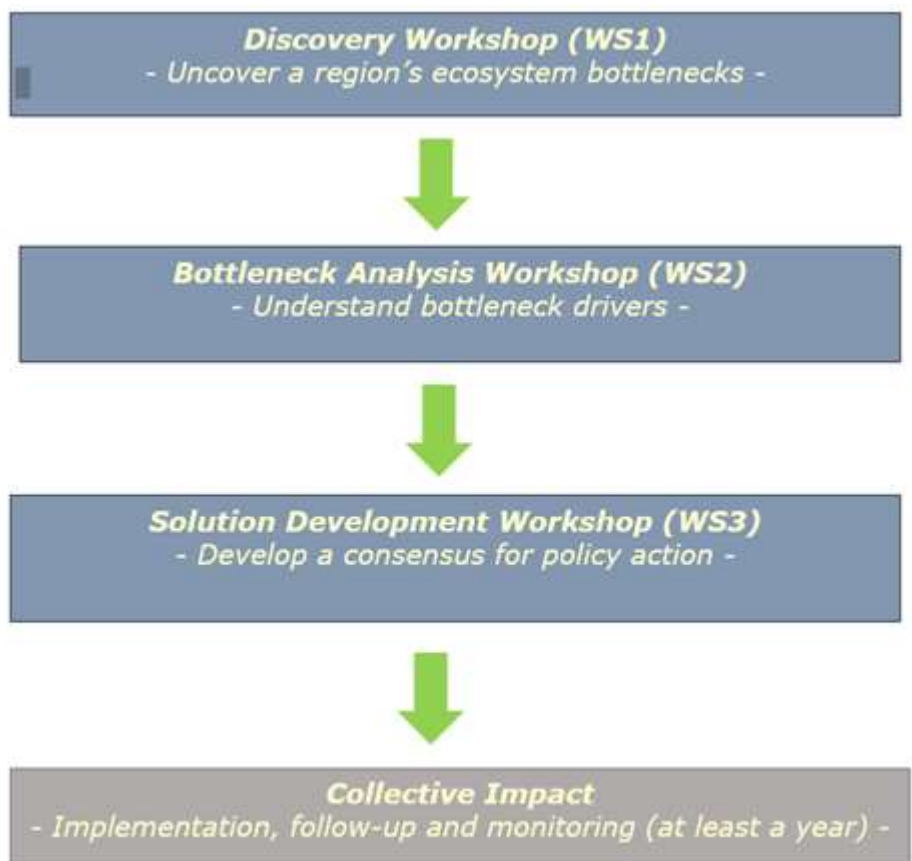 Discovery Workshop (WS1)
- Uncover a region’s ecosystem bottlenecks -
Bottleneck Analysis Workshop (WS2)
- Understand bottleneck drivers -
Solution Development Workshop (WS3)
- Develop a consensus for policy action -
Collective Impact
- Implementation, follow-up and monitoring (at least a year) -